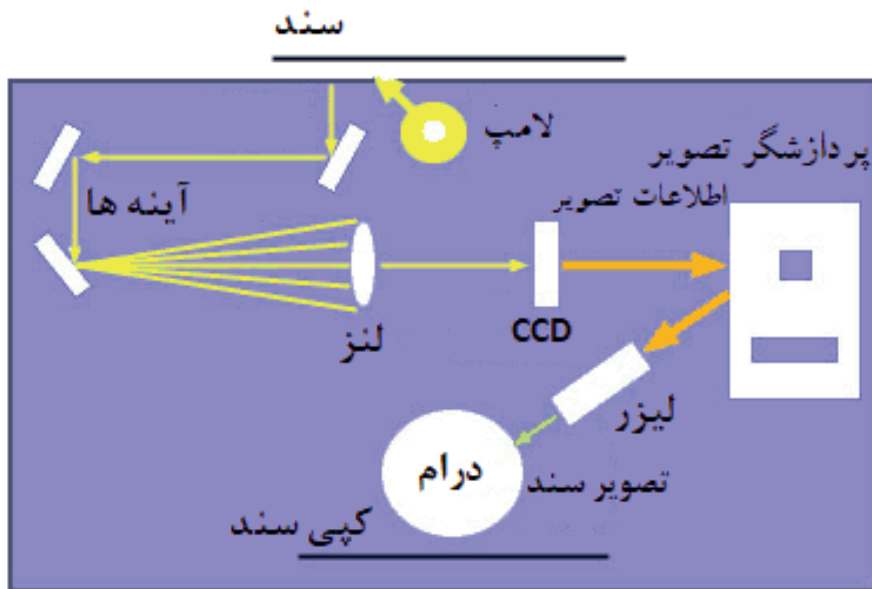 سند
لامپ
پردازشگر تصویر
اطلاعات تصویر
آینه ها
لنز
CCD
لیزر
درام
تصویر سند
کپی سند